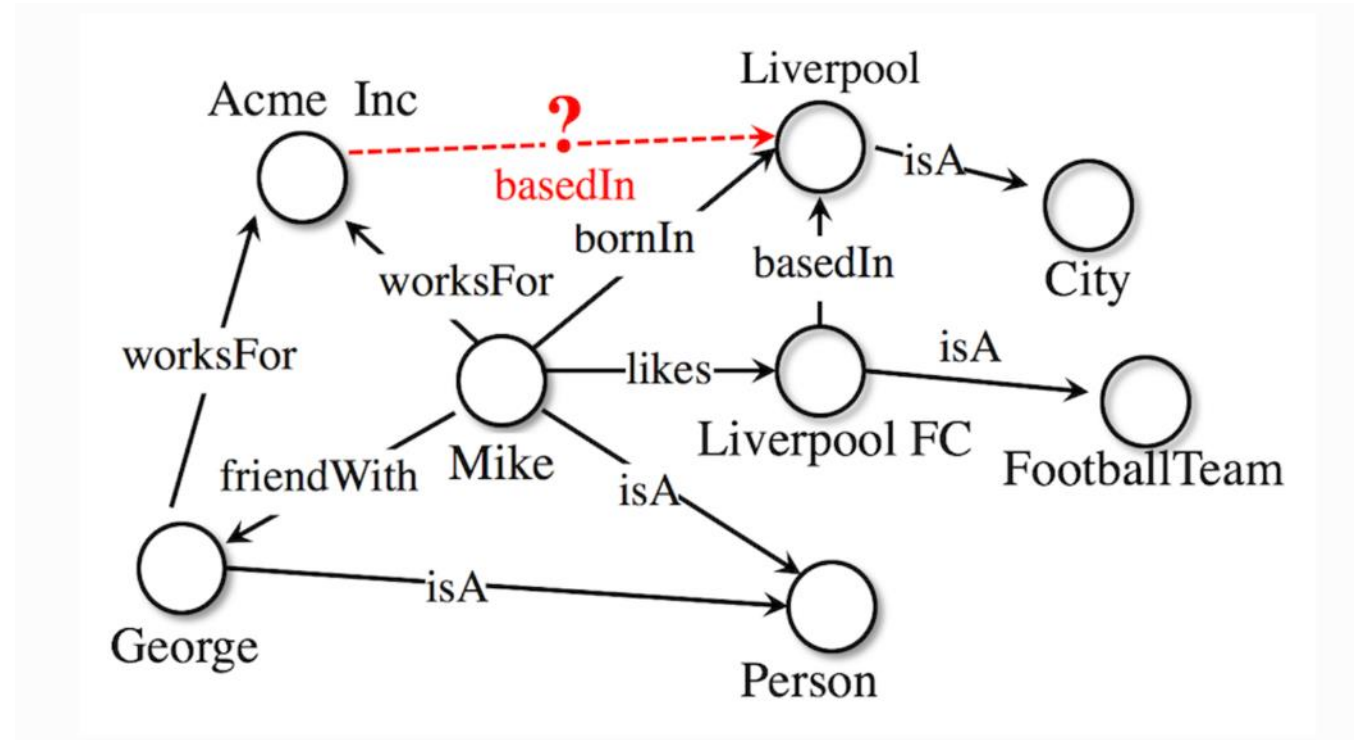 Liverpool
Acme Inc
?
isA
basedIn
bornIn
basedIn
City
worksFor
worksFor
isA
likes
Liverpool FC
FootballTeam
friendWith
Mike
isA
isA
George
Person